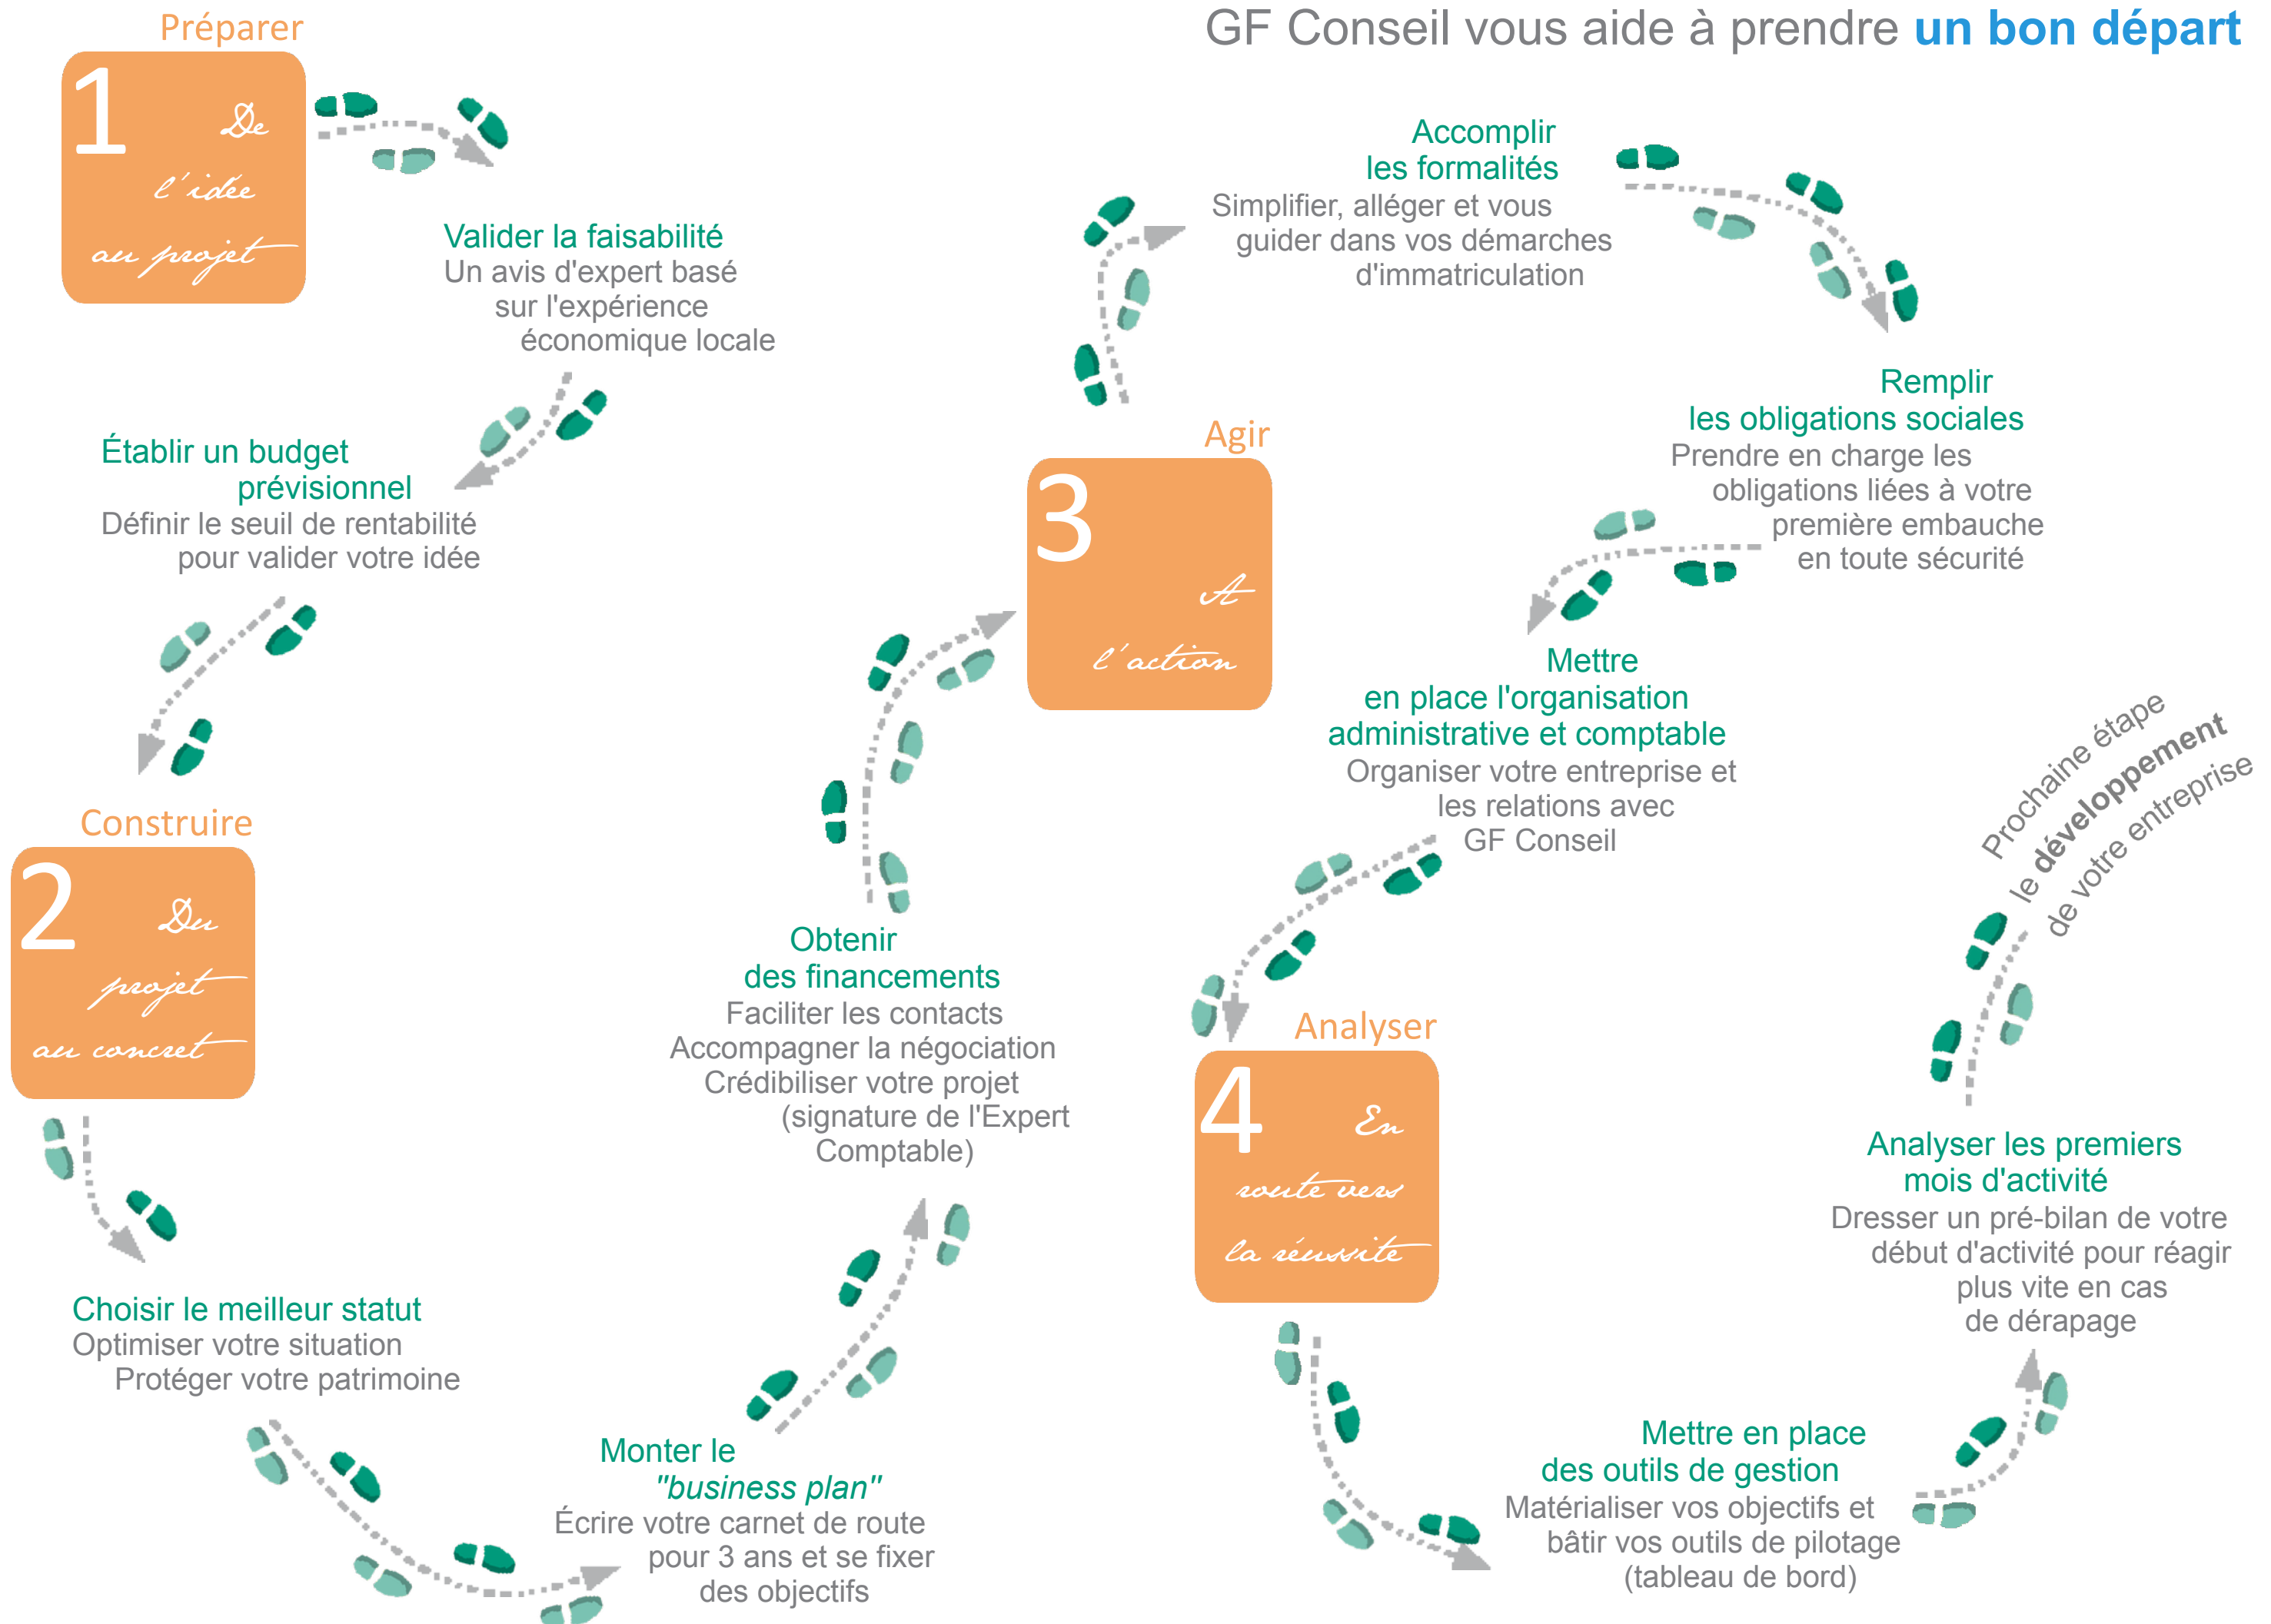 GF Conseil vous aide à prendre un bon départ
Préparer
1
De
l'idée
au projet
Valider la faisabilité
Un avis d'expert basé
sur l'expérience
économique locale
Établir un budget
prévisionnel
Définir le seuil de rentabilité
pour valider votre idée
Construire
2
Du
projet
au concret
Choisir le meilleur statut
Optimiser votre situation
Protéger votre patrimoine
Monter le
"business plan"
Écrire votre carnet de route
pour 3 ans et se fixer
des objectifs
Obtenir
des financements
Faciliter les contacts
Accompagner la négociation
Crédibiliser votre projet
(signature de l'Expert
Comptable)
Agir
3
A
l'action
Accomplir
les formalités
Simplifier, alléger et vous
guider dans vos démarches
d'immatriculation
Remplir
les obligations sociales
Prendre en charge les
obligations liées à votre
première embauche
en toute sécurité
Mettre
en place l'organisation
administrative et comptable
Organiser votre entreprise et
les relations avec
GF Conseil
Analyser
4
En
route vers
la réussite
Mettre en place
des outils de gestion
Matérialiser vos objectifs et
bâtir vos outils de pilotage
(tableau de bord)
Analyser les premiers
mois d'activité
Dresser un pré-bilan de votre
début d'activité pour réagir
plus vite en cas
de dérapage
Prochaine étape
le développement
de votre entreprise